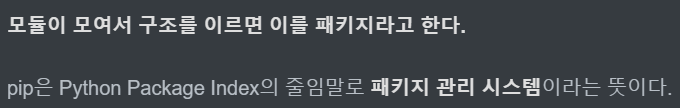 모듈이 모여서 구조를 이르면 이를 패키지라고 한다.
pip은 Python Package Index의 줄임말로 패키지 관리 시스템이라는 뜻이다.